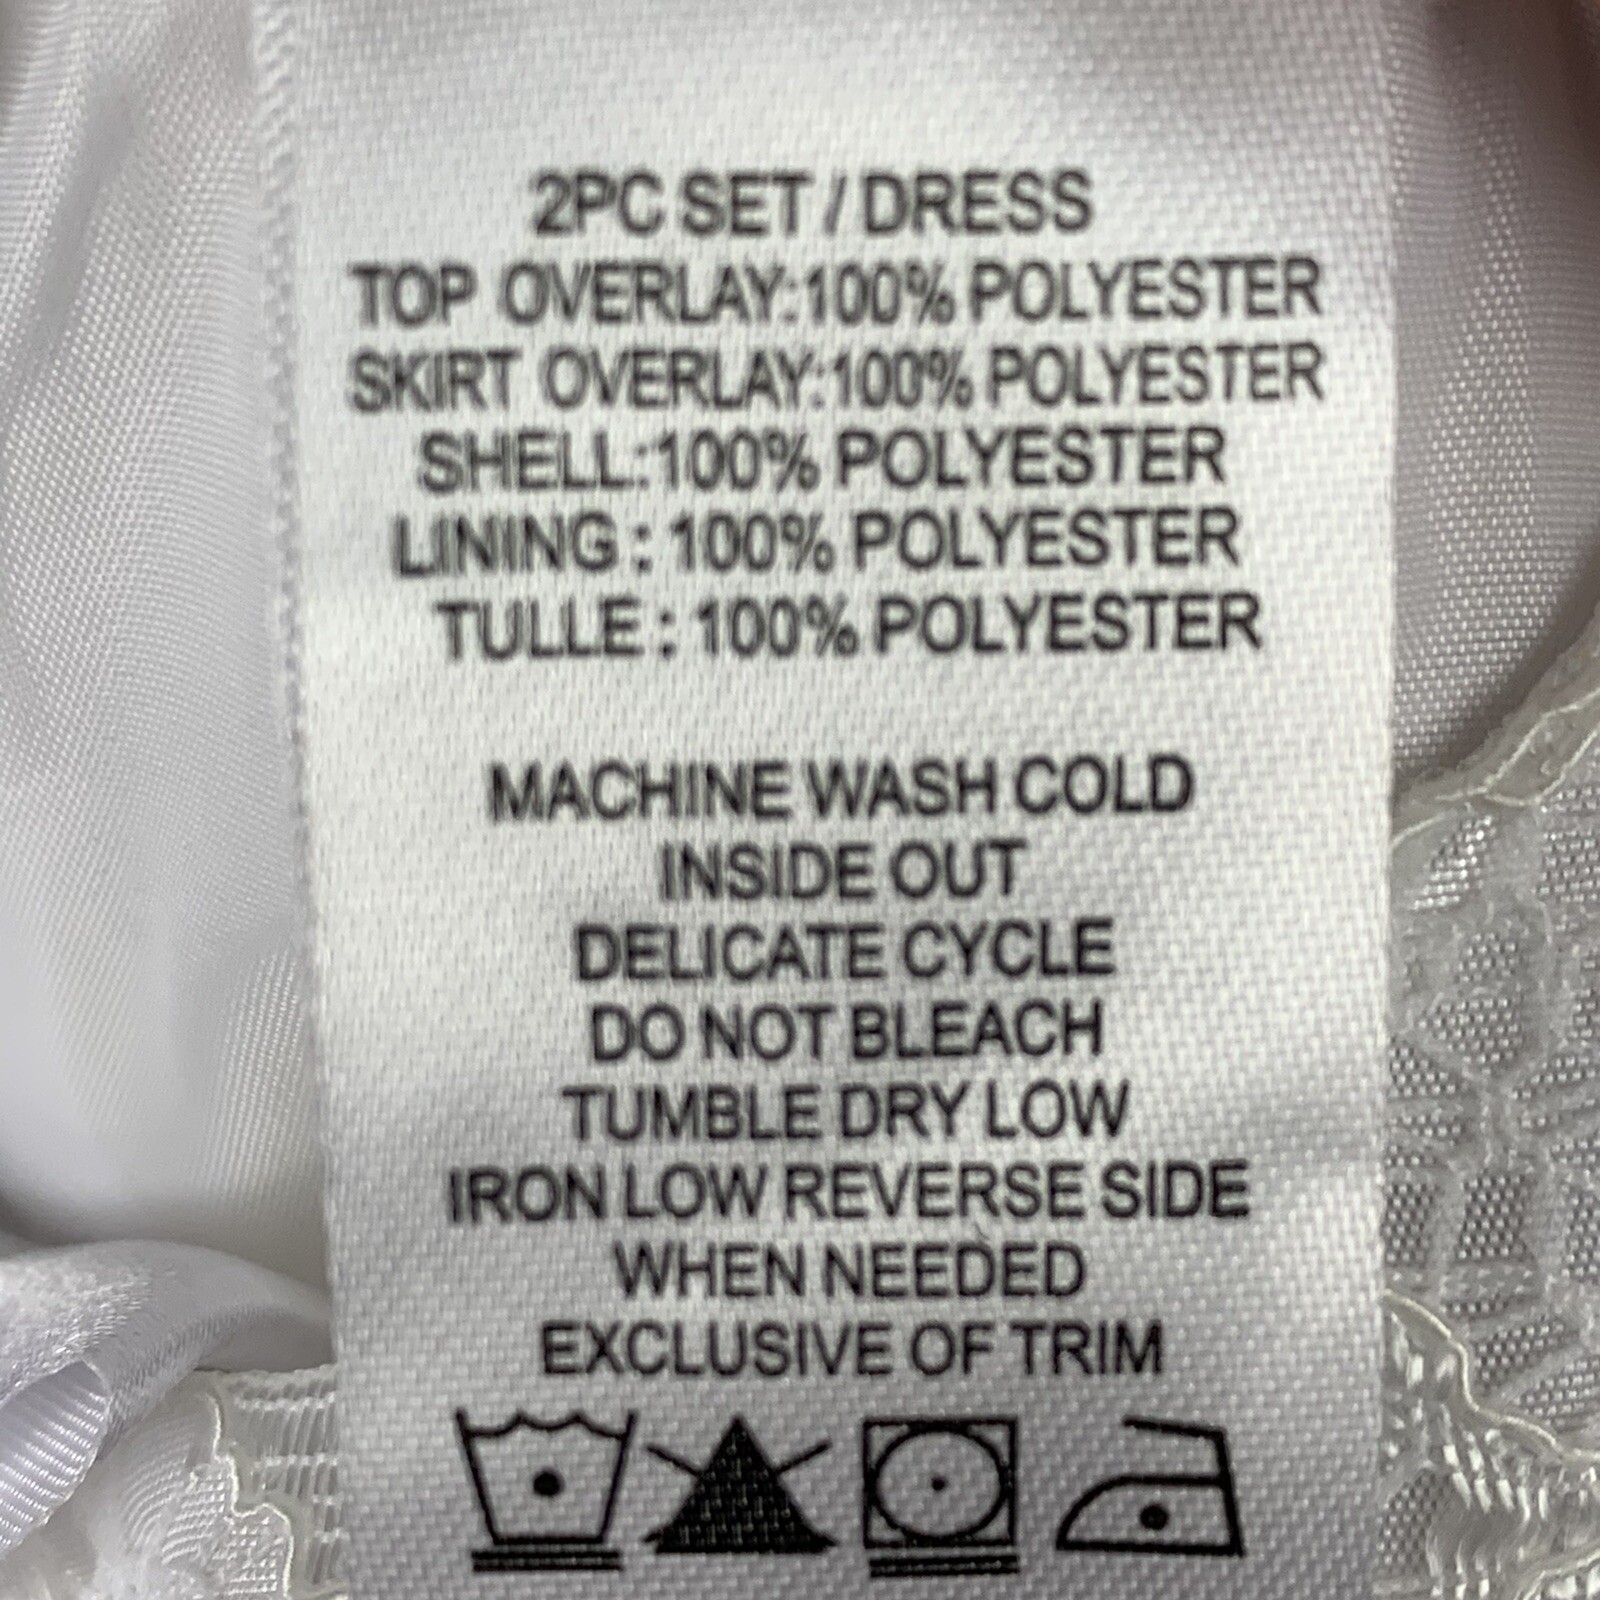 2PC SET / DRESS
TOP OVERLAY:100% POLYESTER
SKIRT OVERLAY:100% POLYESTER
SHELL:100% POLYESTER
LINING : 100% POLYESTER
TULLE : 100% POLYESTER
MACHINE WASH COLD
INSIDE OUT
DELICATE CYCLE
DO NOT BLEACH
TUMBLE DRY LOW
IRON LOW REVERSE SIDE
WHEN NEEDED
EXCLUSIVE OF TRIM